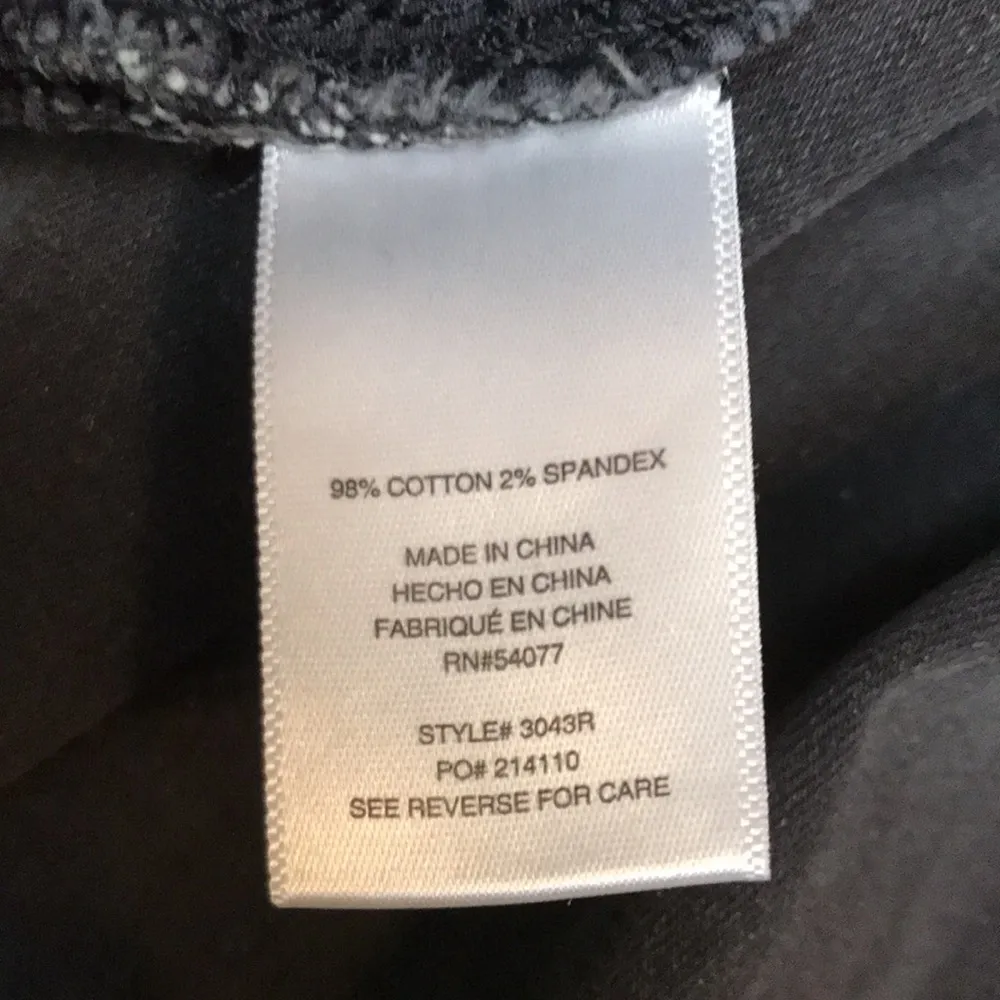 98% COTTON 2% SPANDEX
MADE IN CHINA
HECHO EN CHINA
FABRIQUÉ EN CHINE
RN#54077
STYLE# 3043R
PO# 214110
SEE REVERSE FOR CARE